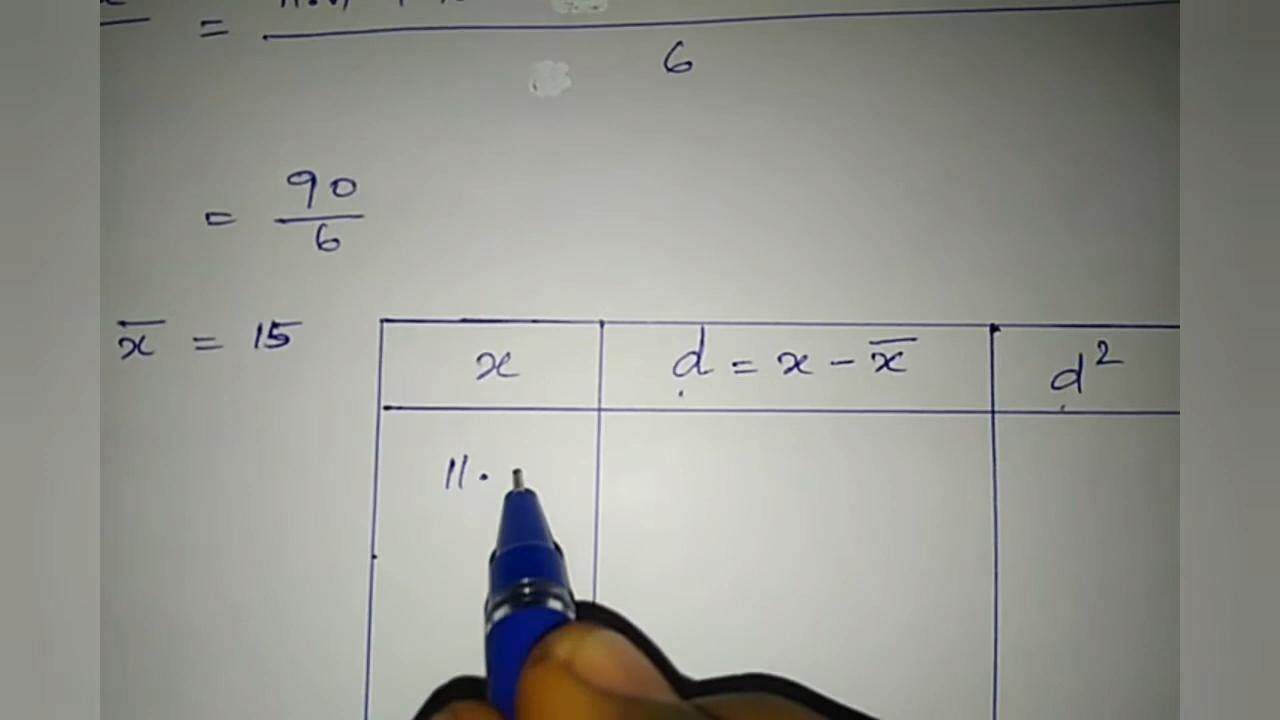 =
6
= 90
6
x̄ = 15
x
d = x - x̄
d²
11.